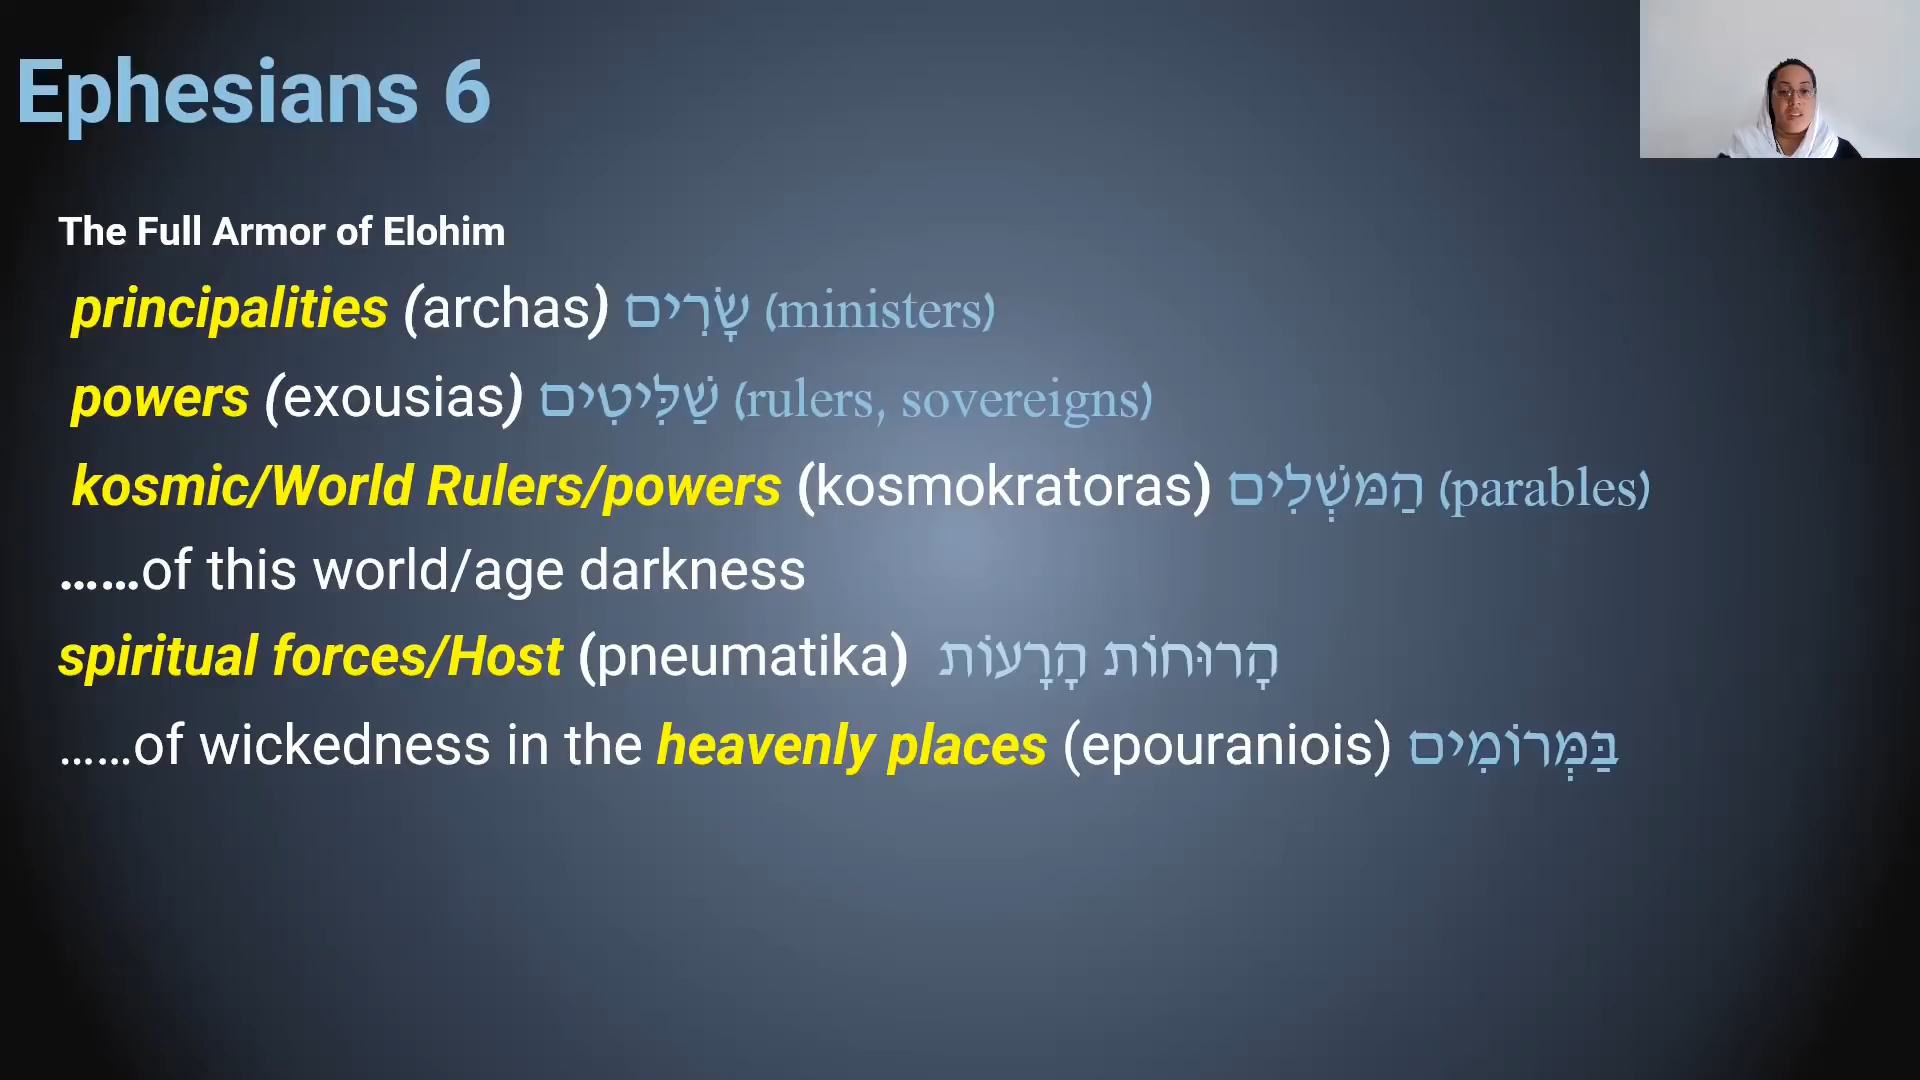 Ephesians 6
The Full Armor of Elohim
principalities (archas) שָׂרִים (ministers)
powers (exousias) שַׁלִּיטִים (rulers, sovereigns)
kosmic/World Rulers/powers (kosmokratoras) הַמּשְׁלִים (parables)
……of this world/age darkness
spiritual forces/Host (pneumatika) הָרוּחוֹת הָרָעוֹת
……of wickedness in the heavenly places (epouraniois) בַּמְּרוֹמִים